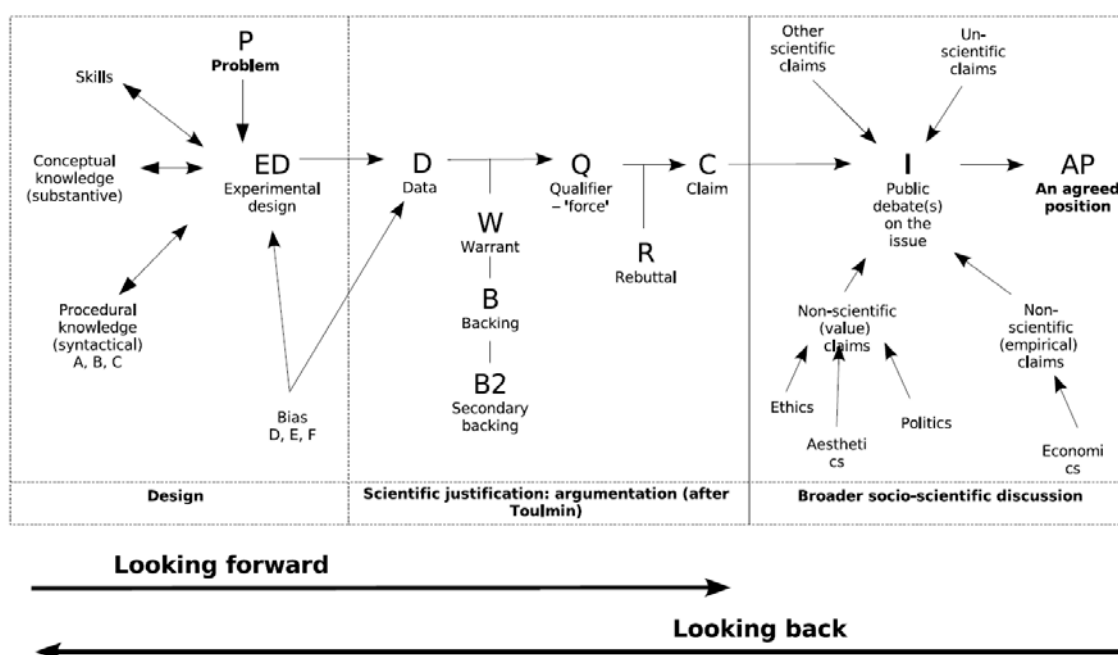 P
Problem
Skills
Conceptual
knowledge
(substantive)
ED
Experimental
design
Procedural
knowledge
(syntactical)
A, B, C
Bias
D, E, F
Design
D
Data
W
Warrant
B
Backing
B2
Secondary
backing
Q
Qualifier
– 'force'
R
Rebuttal
C
Claim
Scientific justification: argumentation (after
Toulmin)
Other
scientific
claims
Un-
scientific
claims
I
Public
debate(s)
on the
issue
AP
An agreed
position
Non-scientific
(value)
claims
Non-
scientific
(empirical)
claims
Ethics
Aestheti
cs
Politics
Economi
cs
Broader socio-scientific discussion
Looking forward
Looking back